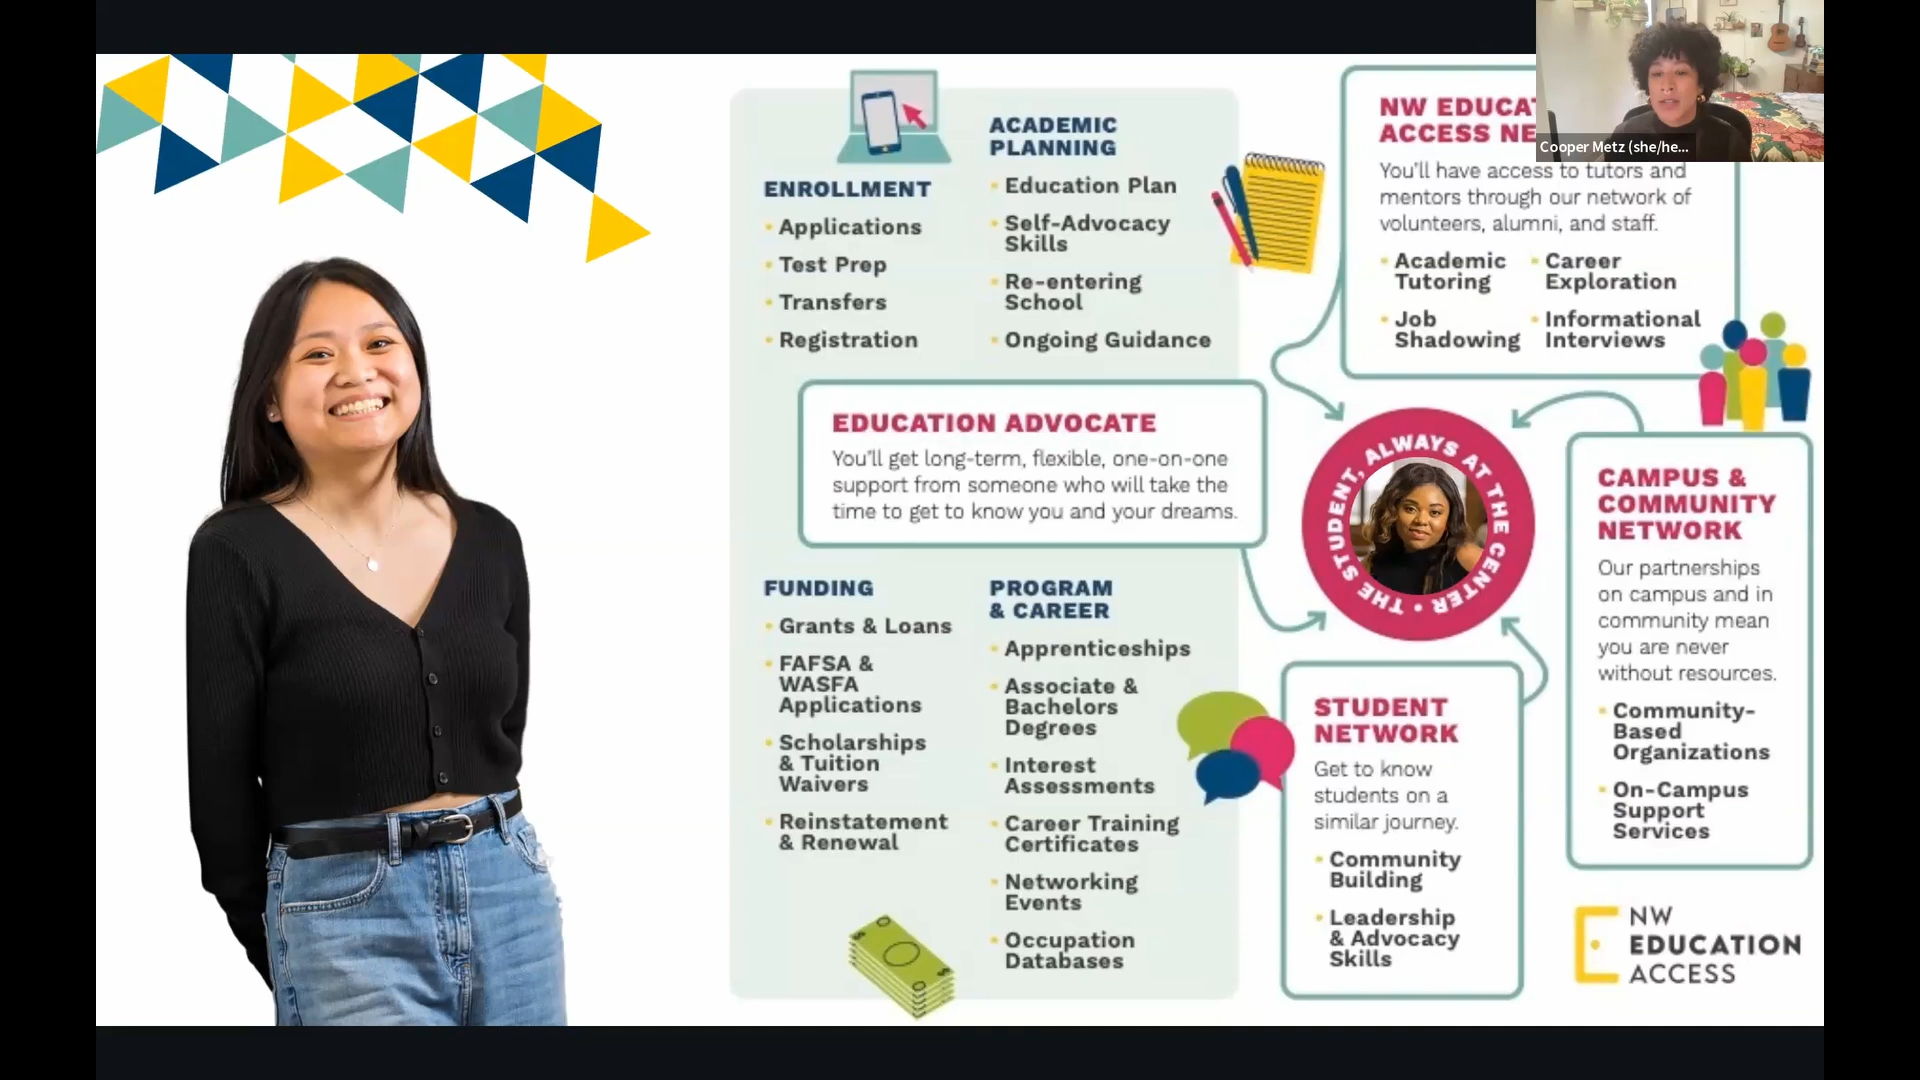 ENROLLMENT
• Applications
• Test Prep
• Transfers
• Registration
ACADEMIC
PLANNING
• Education Plan
• Self-Advocacy
Skills
• Re-entering
School
• Ongoing Guidance
EDUCATION ADVOCATE
You'll get long-term, flexible, one-on-one
support from someone who will take the
time to get to know you and your dreams.
FUNDING
• Grants & Loans
• FAFSA &
WASFA
Applications
• Scholarships
& Tuition
Waivers
• Reinstatement
& Renewal
PROGRAM
& CAREER
• Apprenticeships
• Associate &
Bachelors
Degrees
• Interest
Assessments
• Career Training
Certificates
• Networking
Events
• Occupation
Databases
NW EDUCA
ACCESS NE
You'll have access to tutors and
mentors through our network of
volunteers, alumni, and staff.
• Academic
Tutoring
• Job
Shadowing
• Career
Exploration
• Informational
Interviews
Cooper Metz (she/he...
THE STUDENT, ALWAYS AT THE CENTER •
CAMPUS &
COMMUNITY
NETWORK
Our partnerships
on campus and in
community mean
you are never
without resources.
• Community-
Based
Organizations
• On-Campus
Support
Services
STUDENT
NETWORK
Get to know
students on a
similar journey.
• Community
Building
• Leadership
& Advocacy
Skills
NW
EDUCATION
ACCESS